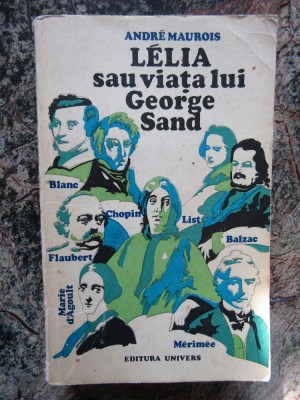 ANDRÉ MAUROIS
LÉLIA
sau viața lui
George
Sand
Blanc
Chopin
List
Balzac
Flaubert
Marie
d'Agoult
Mérimée
EDITURA UNIVERS